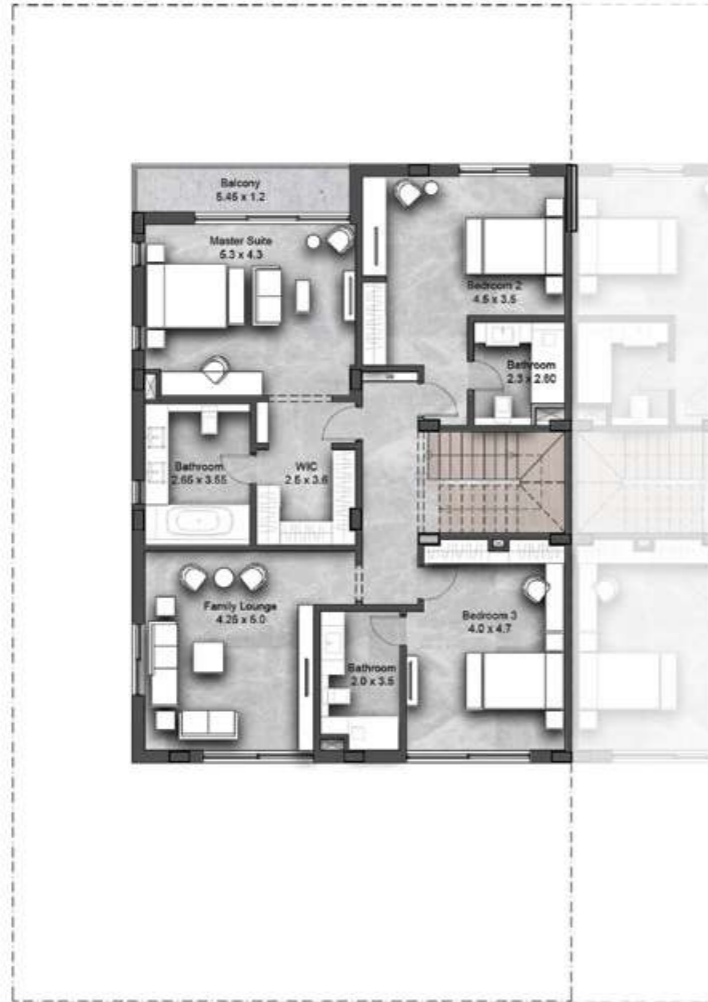 Balcony
5.45 x 1.2
Master Suite
5.3 x 4.3
Bedroom 2
4.5 x 3.5
Bathroom
2.3 x 2.60
Bathroom
2.65 x 3.55
WIC
2.5 x 3.6
Family Lounge
4.25 x 5.0
Bedroom 3
4.0 x 4.7
Bathroom
2.0 x 3.5